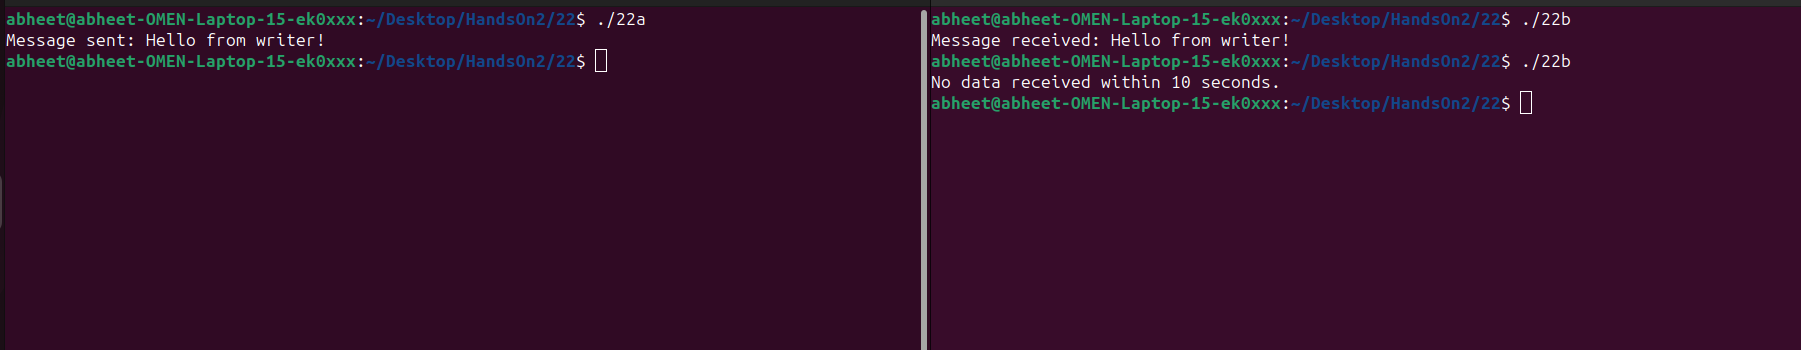 abheet@abheet-OMEN-Laptop-15-ek0xxx:~/Desktop/HandsOn2/22$ ./22a
Message sent: Hello from writer!
abheet@abheet-OMEN-Laptop-15-ek0xxx:~/Desktop/HandsOn2/22$
abheet@abheet-OMEN-Laptop-15-ek0xxx:~/Desktop/HandsOn2/22$ ./22b
Message received: Hello from writer!
abheet@abheet-OMEN-Laptop-15-ek0xxx:~/Desktop/HandsOn2/22$ ./22b
No data received within 10 seconds.
abheet@abheet-OMEN-Laptop-15-ek0xxx:~/Desktop/HandsOn2/22$